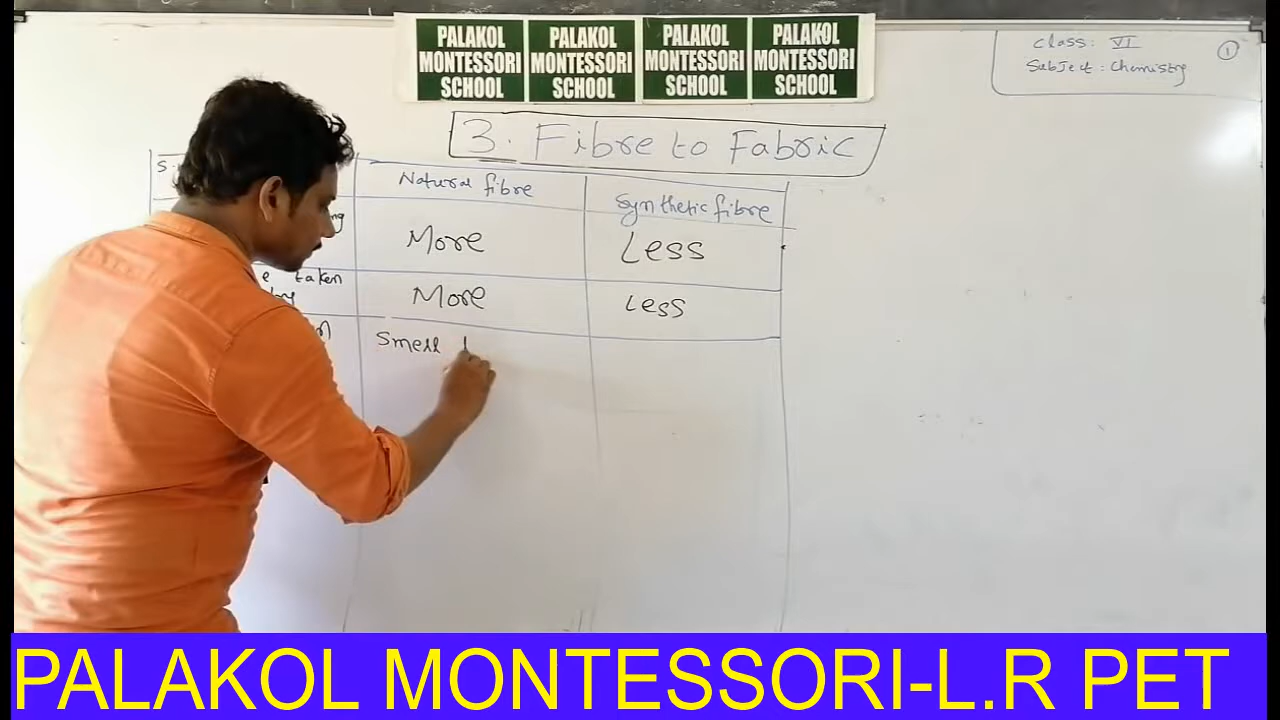 PALAKOL MONTESSORI SCHOOL
PALAKOL MONTESSORI SCHOOL
PALAKOL MONTESSORI SCHOOL
PALAKOL MONTESSORI SCHOOL
Class: VI
1
Subject: Chemistry
3. Fibre to Fabric
S.
Natural fibre
Synthetic fibre
More
Less
e taken
More
Less
Smell
PALAKOL MONTESSORI-L.R PET